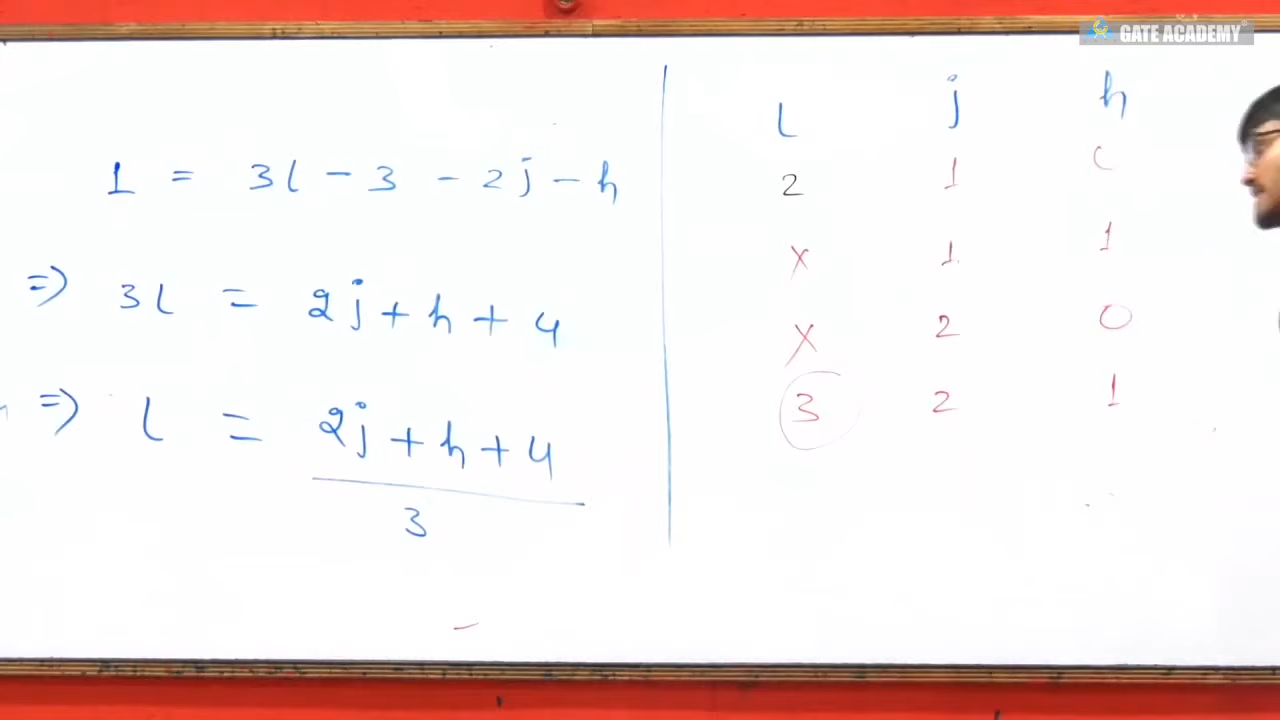 GATE ACADEMY
1 = 3l - 3 - 2j - h
=> 3l = 2j + h + 4
=> l = 2j + h + 4
3
l j h
2 1
x 1 1
x 2 0
3 2 1